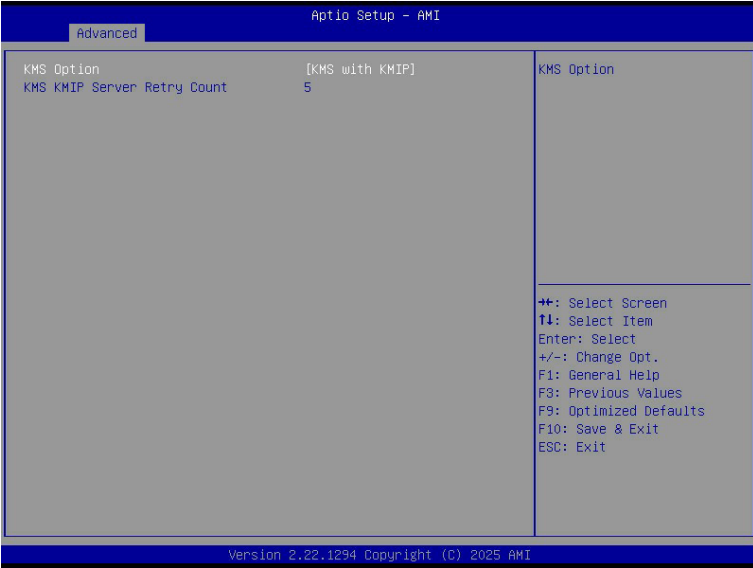 Aptio Setup – AMI
Advanced
KMS Option [KMS with KMIP]
KMS KMIP Server Retry Count 5
KMS Option
→←: Select Screen
↑↓: Select Item
Enter: Select
+/-: Change Opt.
F1: General Help
F3: Previous Values
F9: Optimized Defaults
F10: Save & Exit
ESC: Exit
Version 2.22.1294 Copyright (C) 2025 AMI